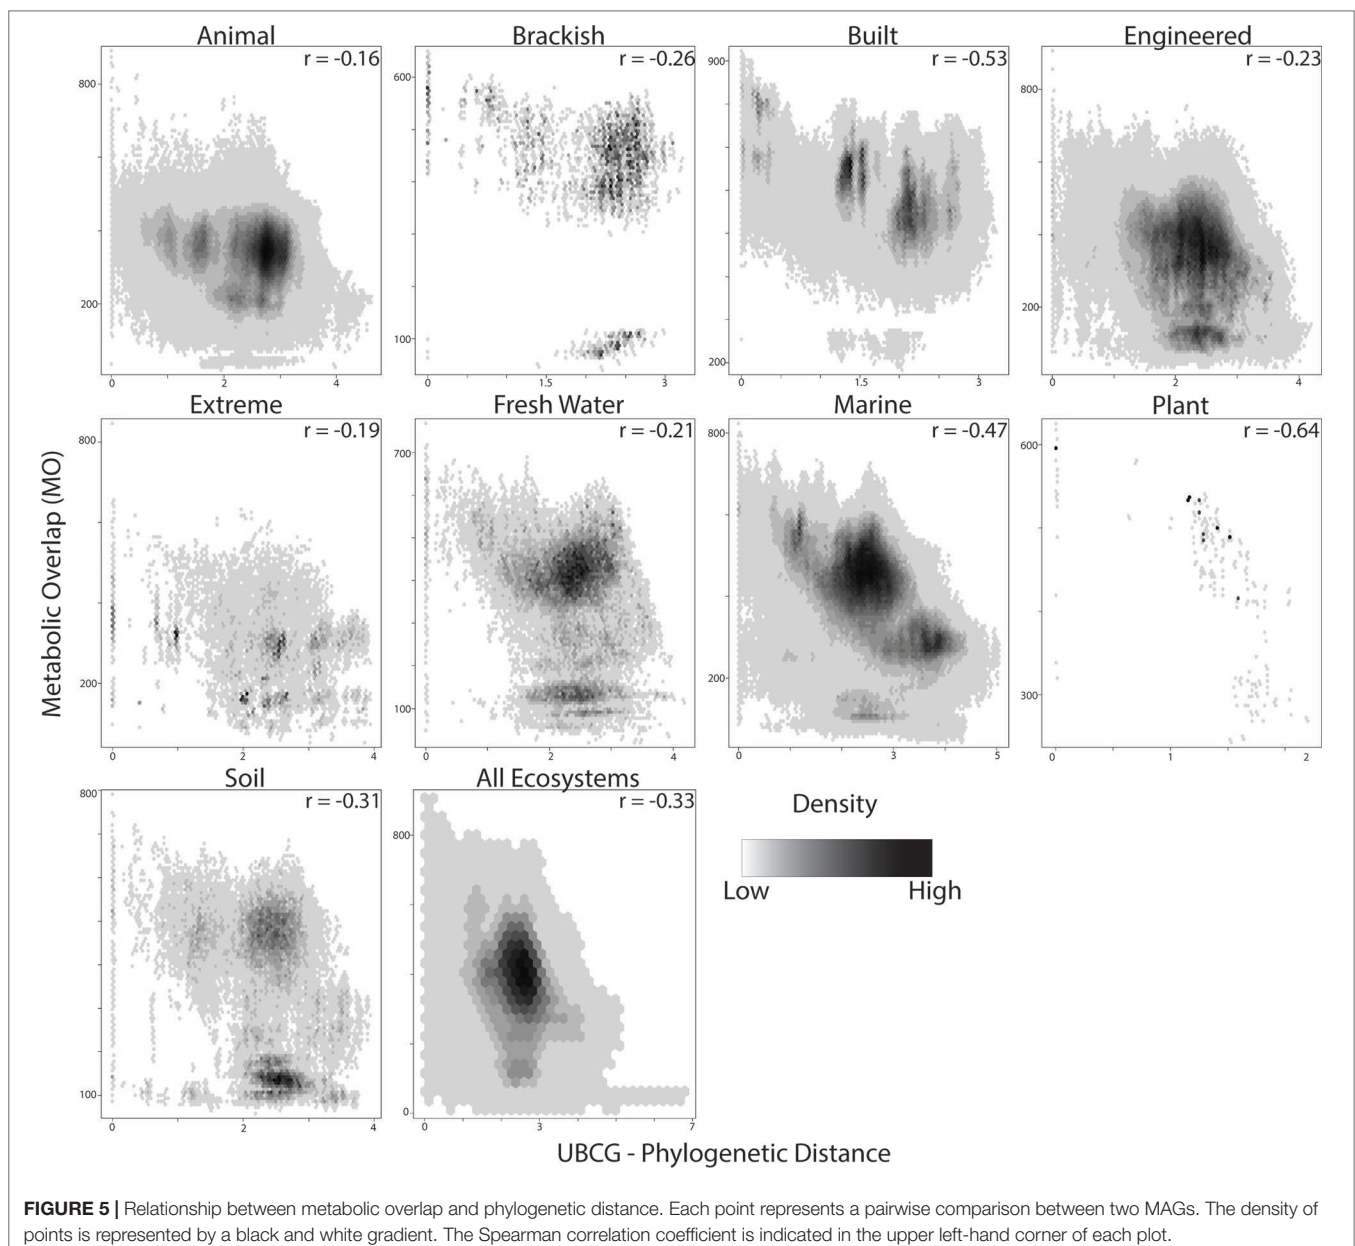 Animal
r = -0.16
800
200
0
2
4
Brackish
r = -0.26
600
100
0
1.5
3
Built
r = -0.53
900
200
0
1.5
3
Engineered
r = -0.23
800
200
0
2
4
Metabolic Overlap (MO)
Extreme
r = -0.19
800
200
0
2
4
Fresh Water
r = -0.21
700
100
0
2
4
Marine
r = -0.47
800
200
0
3
5
Plant
r = -0.64
600
300
0
1
2
Soil
r = -0.31
800
100
0
2
4
All Ecosystems
r = -0.33
800
0
0
3
7
Density
Low
High
UBCG - Phylogenetic Distance
FIGURE 5 | Relationship between metabolic overlap and phylogenetic distance. Each point represents a pairwise comparison between two MAGs. The density of
points is represented by a black and white gradient. The Spearman correlation coefficient is indicated in the upper left-hand corner of each plot.